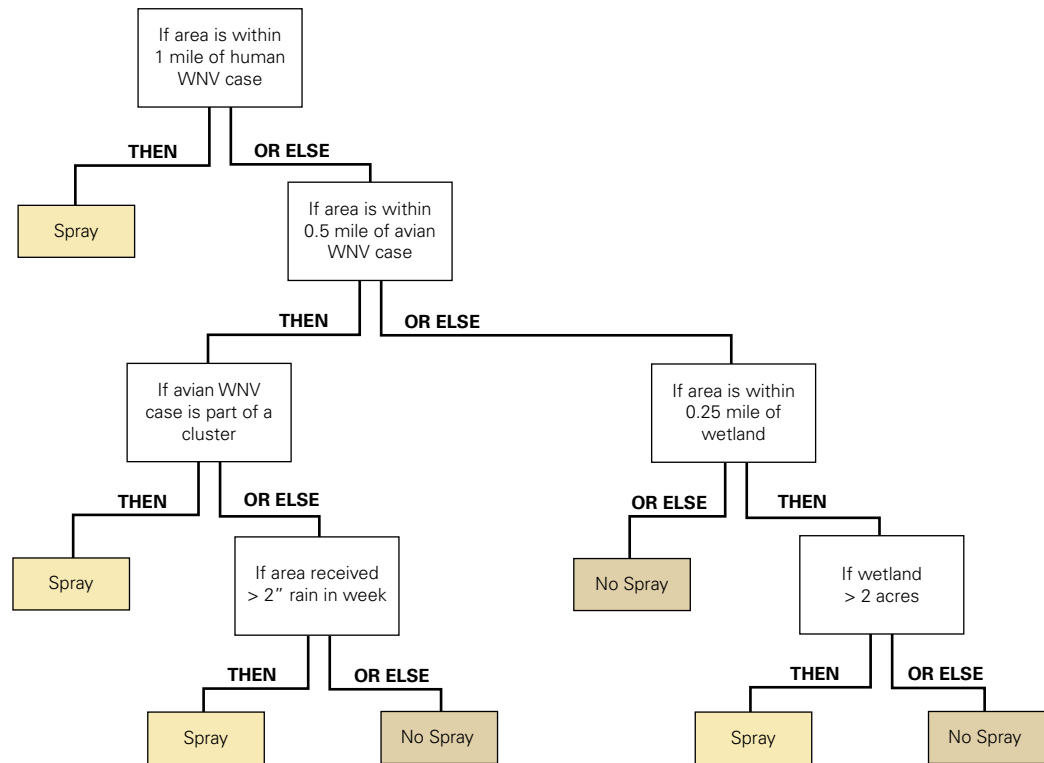 If area is within
1 mile of human
WNV case
THEN
OR ELSE
Spray
If area is within
0.5 mile of avian
WNV case
THEN
OR ELSE
If avian WNV
case is part of a
cluster
If area is within
0.25 mile of
wetland
THEN
OR ELSE
OR ELSE
THEN
Spray
If area received
> 2” rain in week
No Spray
If wetland
> 2 acres
THEN
OR ELSE
THEN
OR ELSE
Spray
No Spray
Spray
No Spray